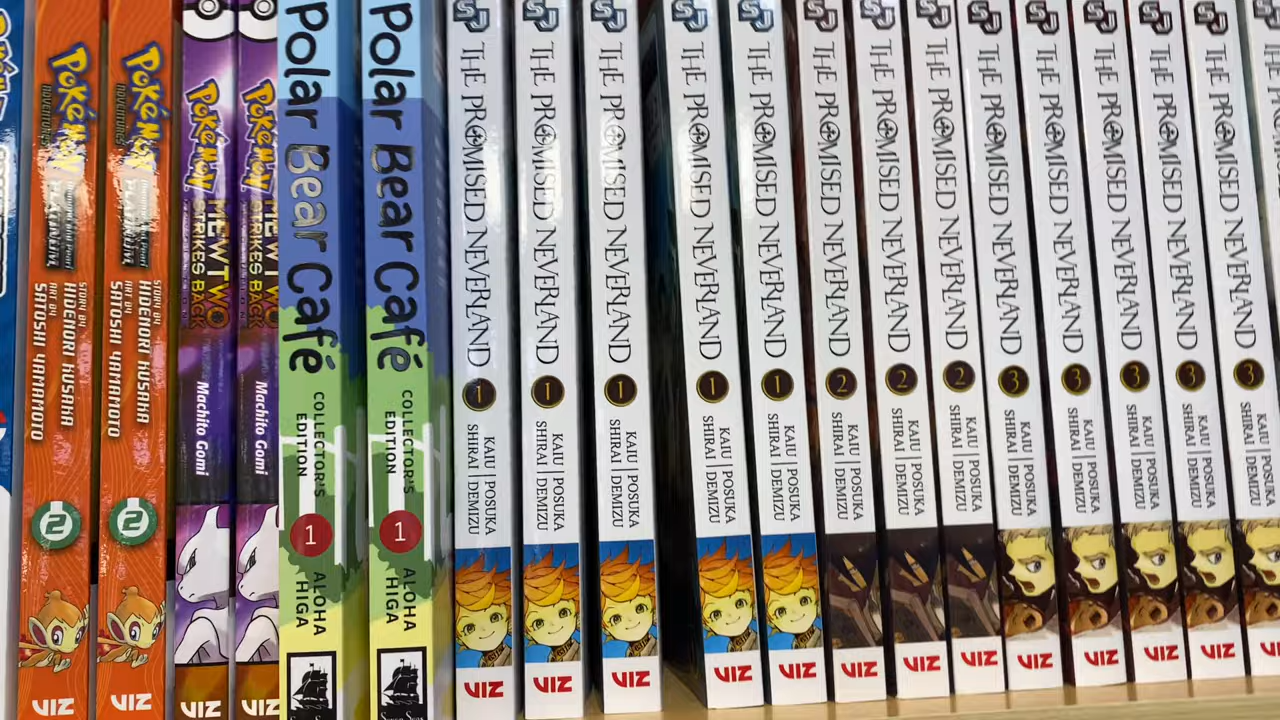 Pokémon
ADVENTURES
Diamond and Pearl
PLATINUM
STORY BY
HIDENORI KUSAKA
ART BY
SATOSHI YAMAMOTO
2
VIZ
Pokémon
ADVENTURES
Diamond and Pearl
PLATINUM
STORY BY
HIDENORI KUSAKA
ART BY
SATOSHI YAMAMOTO
2
VIZ
POKÉMON
MEWTWO
STRIKES BACK
Machito Gomi
VIZ
POKÉMON
MEWTWO
STRIKES BACK
Machito Gomi
VIZ
Polar Bear Café
COLLECTOR'S
EDITION
1
ALOHA
HIGA
Polar Bear Café
COLLECTOR'S
EDITION
1
ALOHA
HIGA
SJ
THE PROMISED NEVERLAND
1
KAIU | POSUKA
SHIRAI | DEMIZU
VIZ
SJ
THE PROMISED NEVERLAND
1
KAIU | POSUKA
SHIRAI | DEMIZU
VIZ
SJ
THE PROMISED NEVERLAND
1
KAIU | POSUKA
SHIRAI | DEMIZU
VIZ
SJ
THE PROMISED NEVERLAND
1
KAIU | POSUKA
SHIRAI | DEMIZU
VIZ
SJ
THE PROMISED NEVERLAND
1
KAIU | POSUKA
SHIRAI | DEMIZU
VIZ
SJ
THE PROMISED NEVERLAND
2
KAIU | POSUKA
SHIRAI | DEMIZU
VIZ
SJ
THE PROMISED NEVERLAND
2
KAIU | POSUKA
SHIRAI | DEMIZU
VIZ
SJ
THE PROMISED NEVERLAND
2
KAIU | POSUKA
SHIRAI | DEMIZU
VIZ
SJ
THE PROMISED NEVERLAND
3
KAIU | POSUKA
SHIRAI | DEMIZU
VIZ
SJ
THE PROMISED NEVERLAND
3
KAIU | POSUKA
SHIRAI | DEMIZU
VIZ
SJ
THE PROMISED NEVERLAND
3
KAIU | POSUKA
SHIRAI | DEMIZU
VIZ
SJ
THE PROMISED NEVERLAND
3
KAIU | POSUKA
SHIRAI | DEMIZU
VIZ
SJ
THE PROMISED NEVERLAND
3
KAIU | POSUKA
SHIRAI | DEMIZU
VIZ